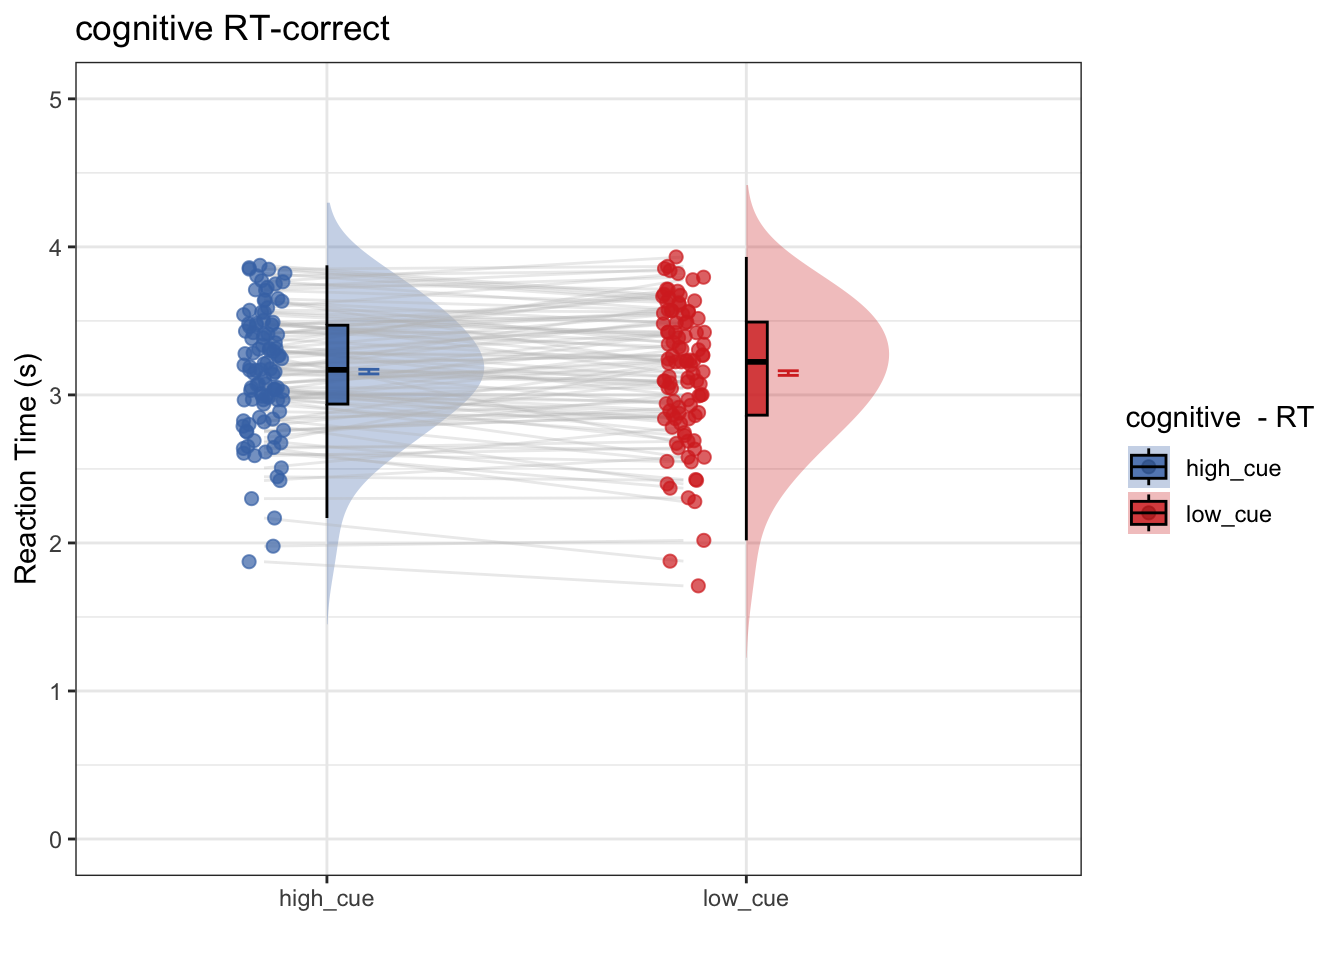 cognitive RT-correct
Reaction Time (s)
5
4
3
2
1
0
high_cue
low_cue
cognitive  - RT
high_cue
low_cue